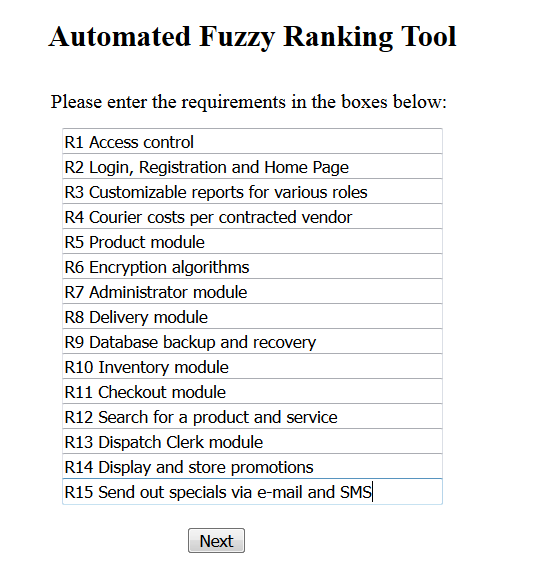 Automated Fuzzy Ranking Tool
Please enter the requirements in the boxes below:
R1 Access control
R2 Login, Registration and Home Page
R3 Customizable reports for various roles
R4 Courier costs per contracted vendor
R5 Product module
R6 Encryption algorithms
R7 Administrator module
R8 Delivery module
R9 Database backup and recovery
R10 Inventory module
R11 Checkout module
R12 Search for a product and service
R13 Dispatch Clerk module
R14 Display and store promotions
R15 Send out specials via e-mail and SMS
Next